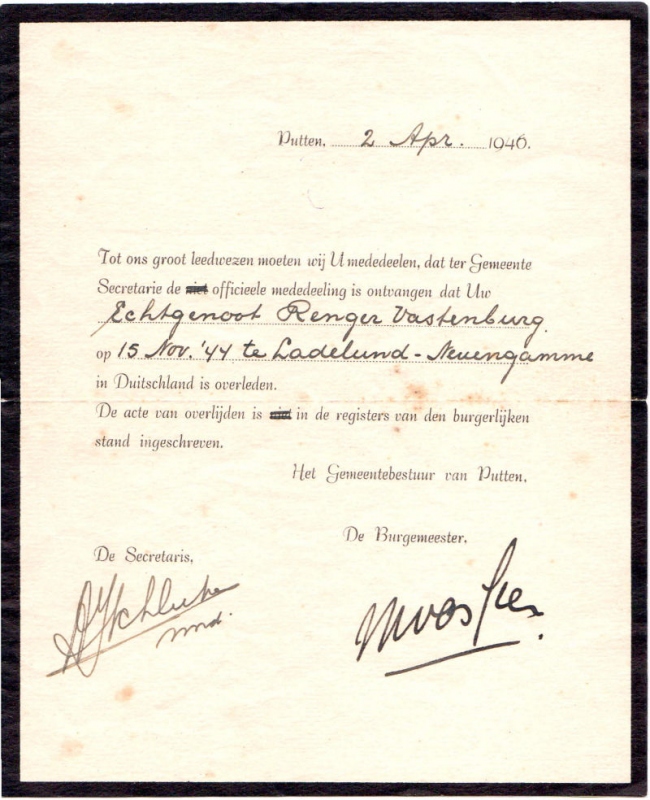 Putten, 2 Apr. 1946.
Tot ons groot leedwezen moeten wij U mededeelen, dat ter Gemeente
Secretarie de niet officieele mededeeling is ontvangen dat Uw
Echtgenoot Renger Vastenburg.
op 15 Nov. '44 te Ladelund - Neuengamme
in Duitschland is overleden.
De acte van overlijden is niet in de registers van den burgerlijken
stand ingeschreven.
Het Gemeentebestuur van Putten,
De Burgemeester,
De Secretaris,